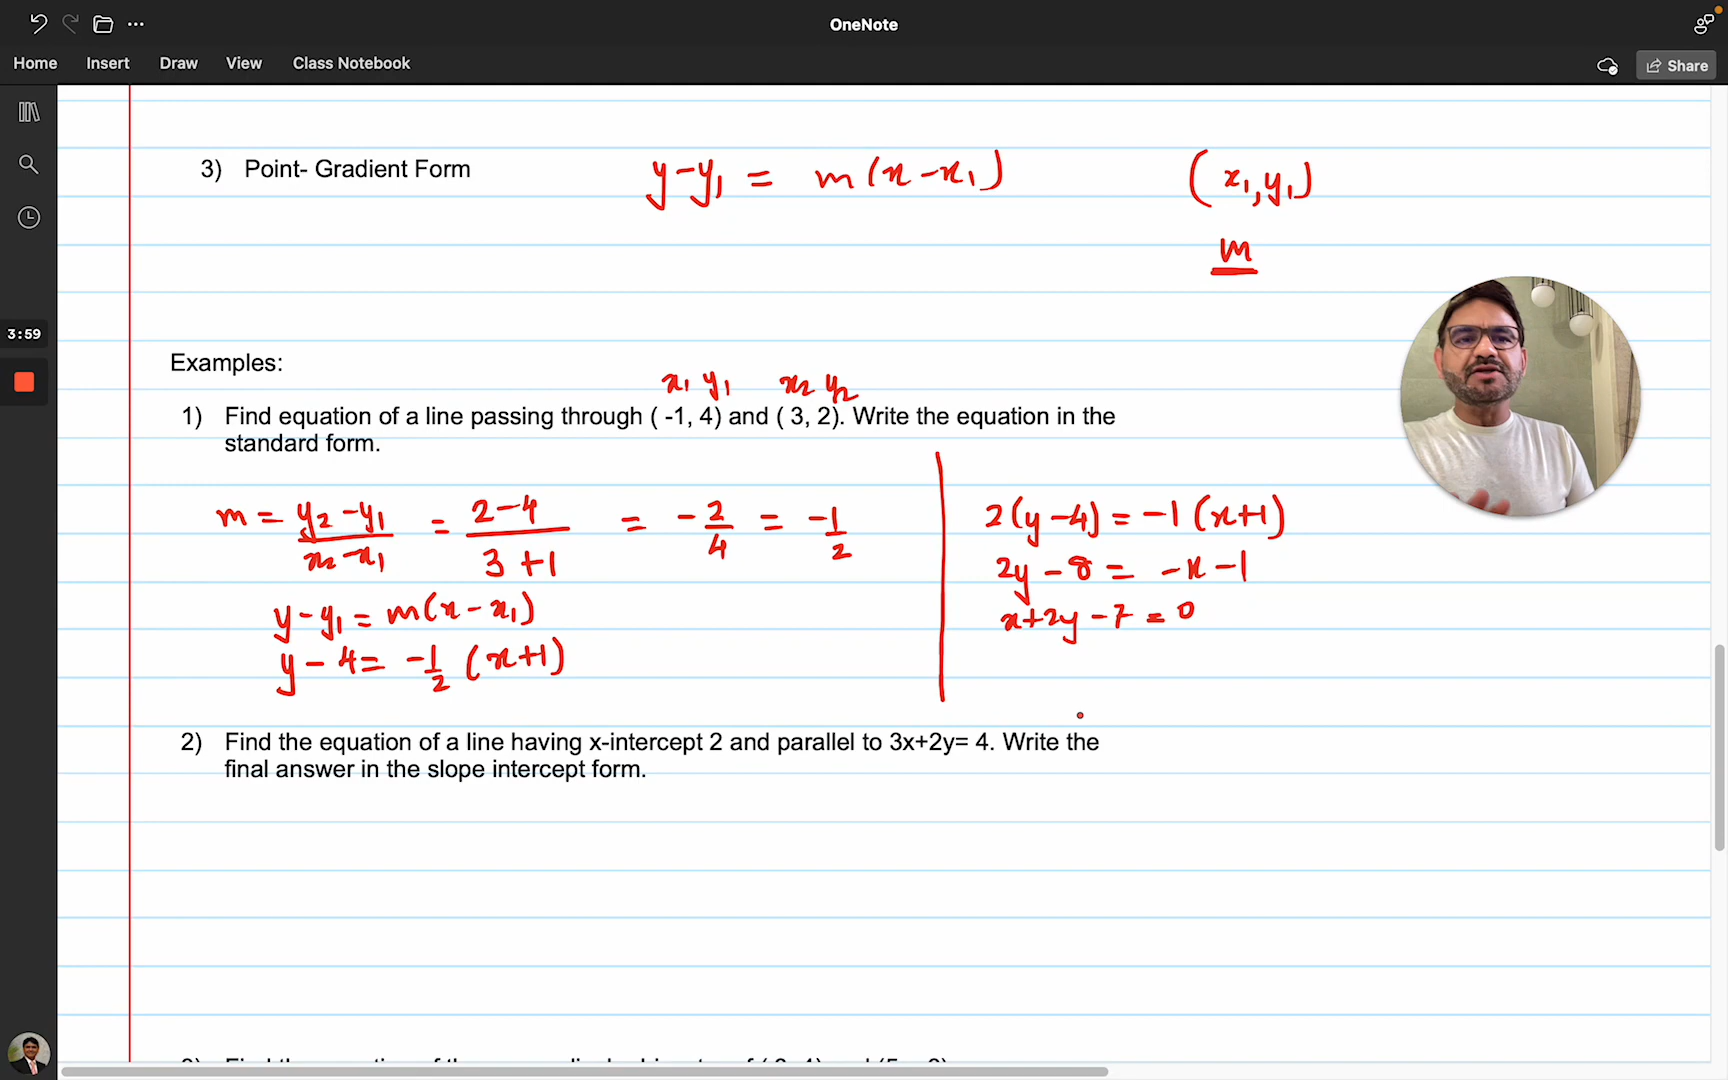 OneNote
Home Insert Draw View Class Notebook Share
3) Point- Gradient Form y-y₁ = m(x-x₁) (x₁,y₁)
m
3:59
Examples:
x₁ y₁ x₂ y₂
1) Find equation of a line passing through ( -1, 4) and ( 3, 2). Write the equation in the
standard form.
m = y₂-y₁/x₂-x₁ = 2-4/3+1 = -2/4 = -1/2
y-y₁ = m(x-x₁)
y-4 = -1/2 (x+1)
2(y-4) = -1(x+1)
2y-8 = -x-1
x+2y-7 = 0
2) Find the equation of a line having x-intercept 2 and parallel to 3x+2y= 4. Write the
final answer in the slope intercept form.